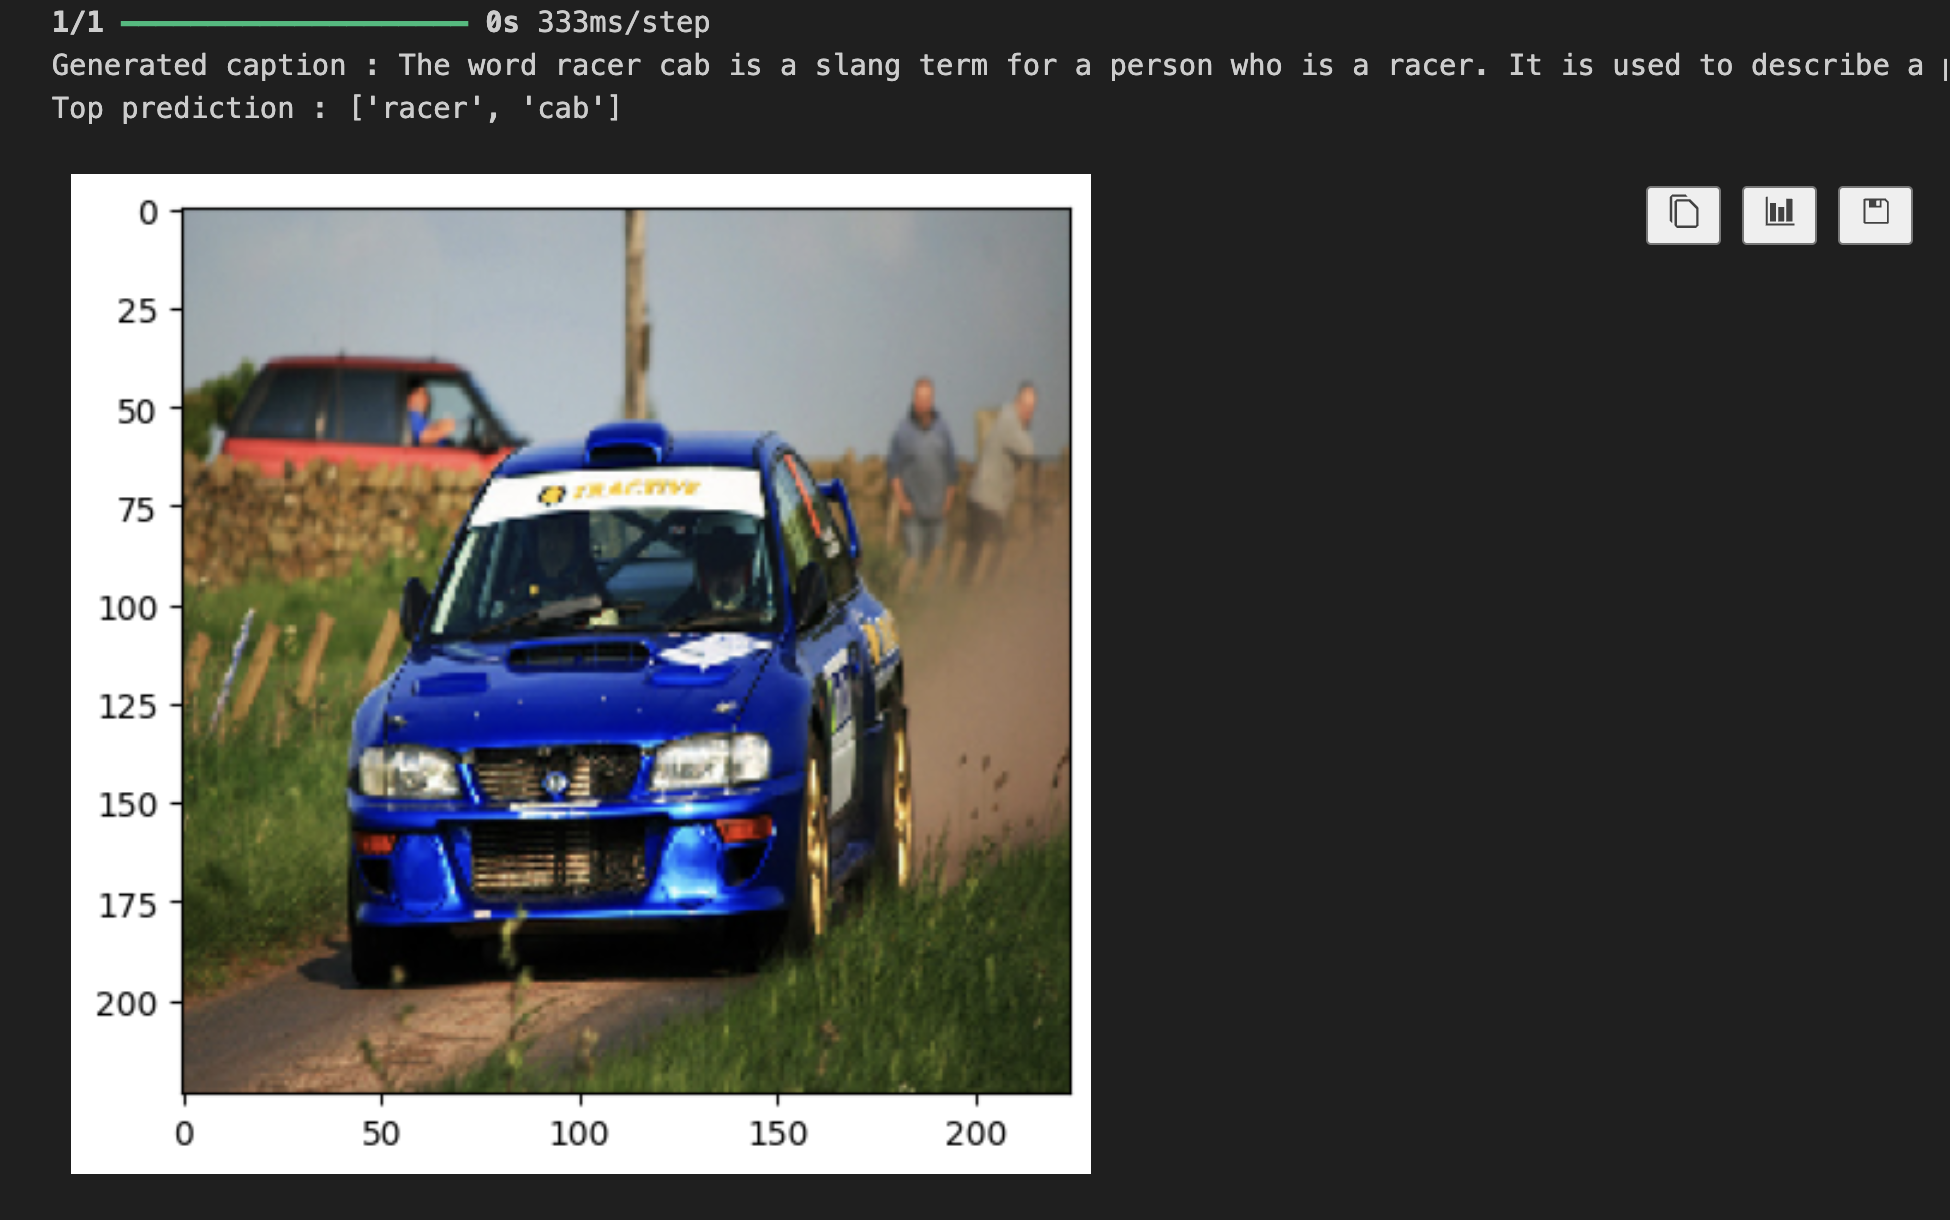 1/1 0s 333ms/step
Generated caption : The word racer cab is a slang term for a person who is a racer. It is used to describe a
Top prediction : ['racer', 'cab']
0
25
50
75
100
125
150
175
200
0 50 100 150 200
TRACTIVE